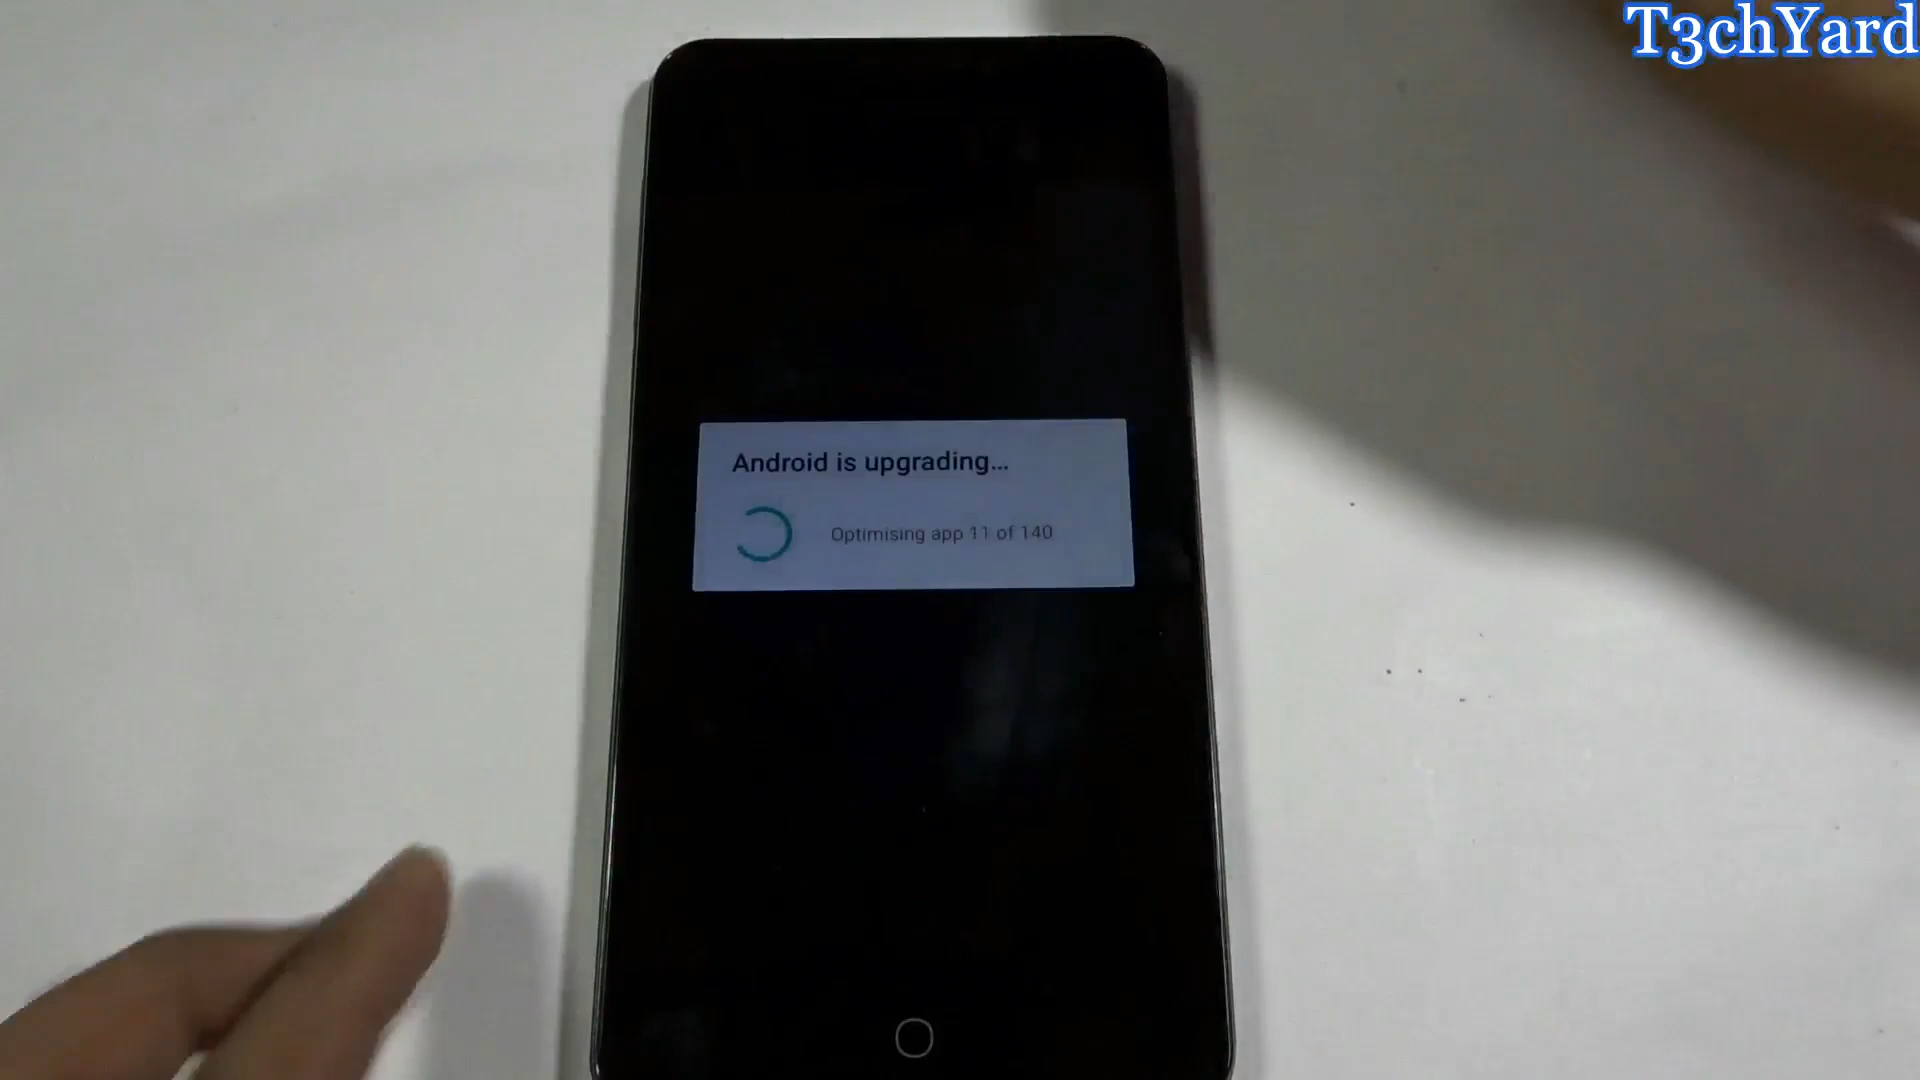 T3chYard
Android is upgrading...
Optimising app 11 of 140